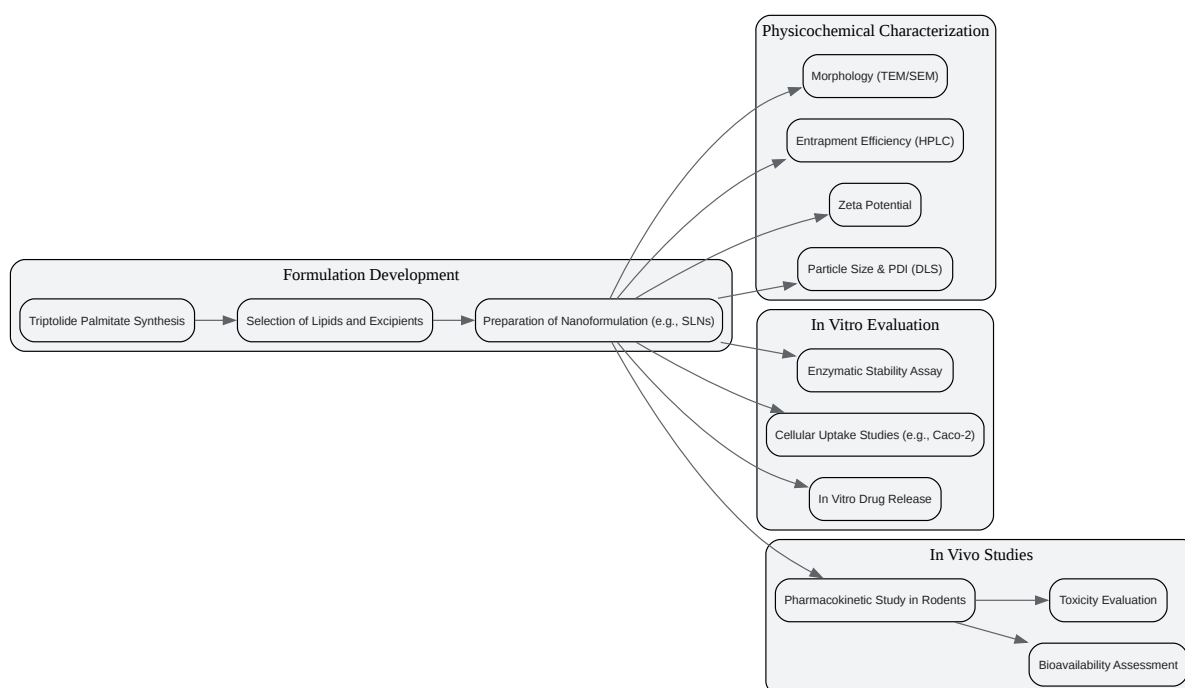 Physicochemical Characterization
Morphology (TEM/SEM)
Entrapment Efficiency (HPLC)
Zeta Potential
Particle Size & PDI (DLS)
Formulation Development
Triptolide Palmitate Synthesis
Selection of Lipids and Excipients
Preparation of Nanoformulation (e.g., SLNs)
In Vitro Evaluation
Enzymatic Stability Assay
Cellular Uptake Studies (e.g., Caco-2)
In Vitro Drug Release
In Vivo Studies
Pharmacokinetic Study in Rodents
Toxicity Evaluation
Bioavailability Assessment